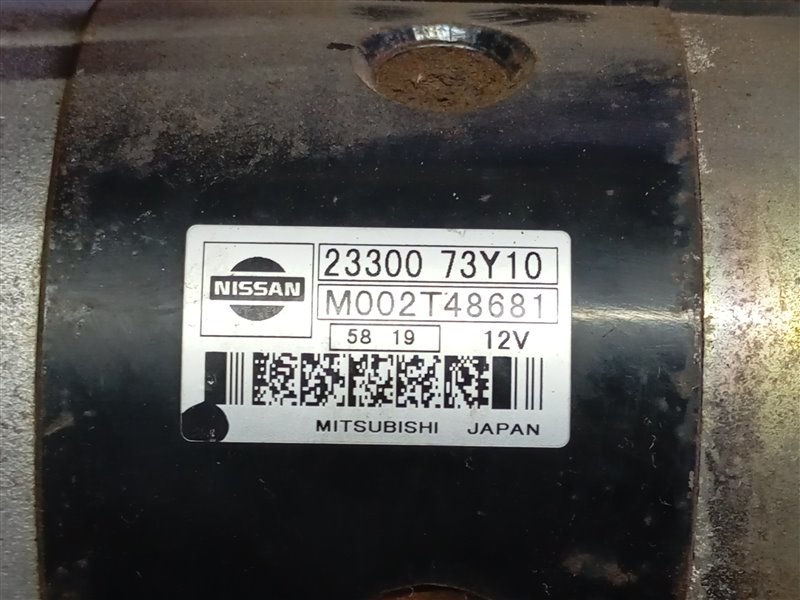 NISSAN
23300 73Y10
M002T48681
58 19 12V
MITSUBISHI JAPAN